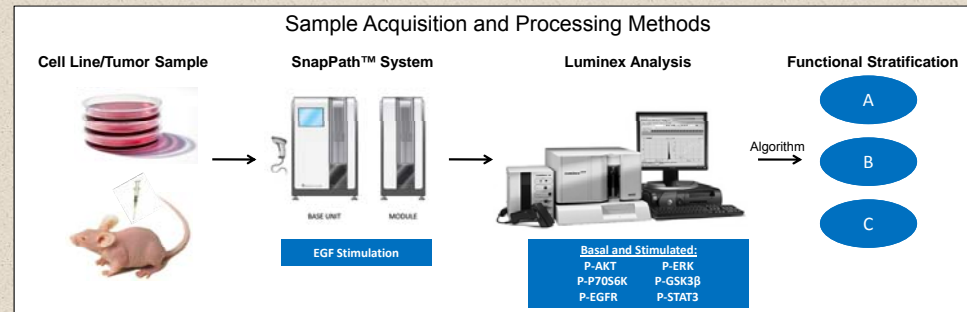 Sample Acquisition and Processing Methods
Cell Line/Tumor Sample
SnapPath™ System
Luminex Analysis
Functional Stratification
A
B
C
Algorithm
BASE UNIT
MODULE
EGF Stimulation
Basal and Stimulated:
P-AKT P-ERK
P-P70S6K P-GSK3β
P-EGFR P-STAT3